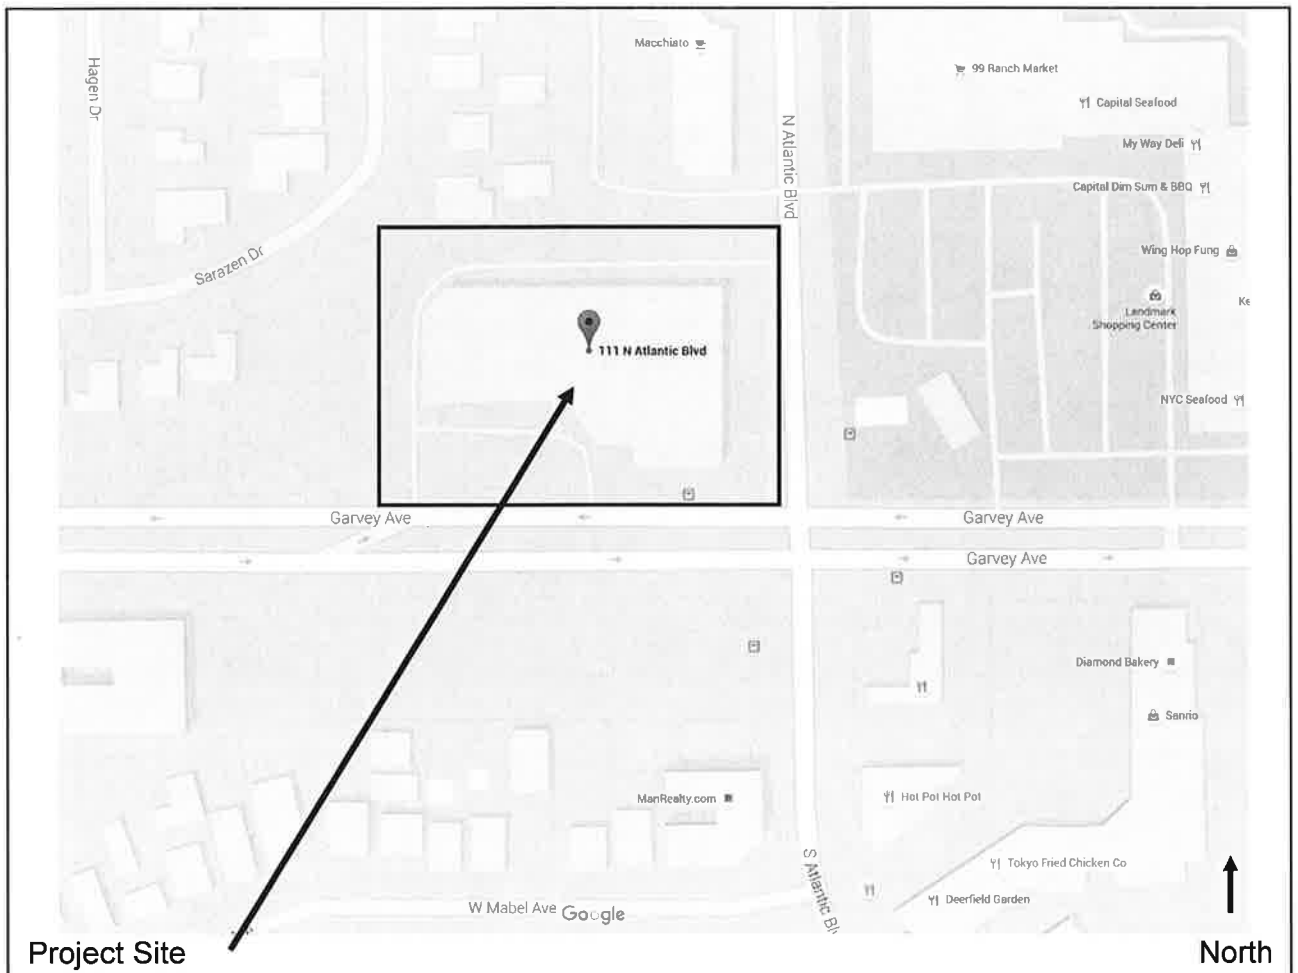 Macchiato
Hagen Dr
99 Ranch Market
Capital Seafood
N Atlantic Blvd
My Way Deli
Capital Dim Sum & BBQ
Sarazen Dr
Wing Hop Fung
Ke
Landmark
Shopping Center
111 N Atlantic Blvd
NYC Seafood
Garvey Ave
Garvey Ave
Garvey Ave
Diamond Bakery
Sanrio
ManRealty.com
Hot Pot Hot Pot
S Atlantic Blv
Tokyo Fried Chicken Co
Deerfield Garden
W Mabel Ave
Google
Project Site
North